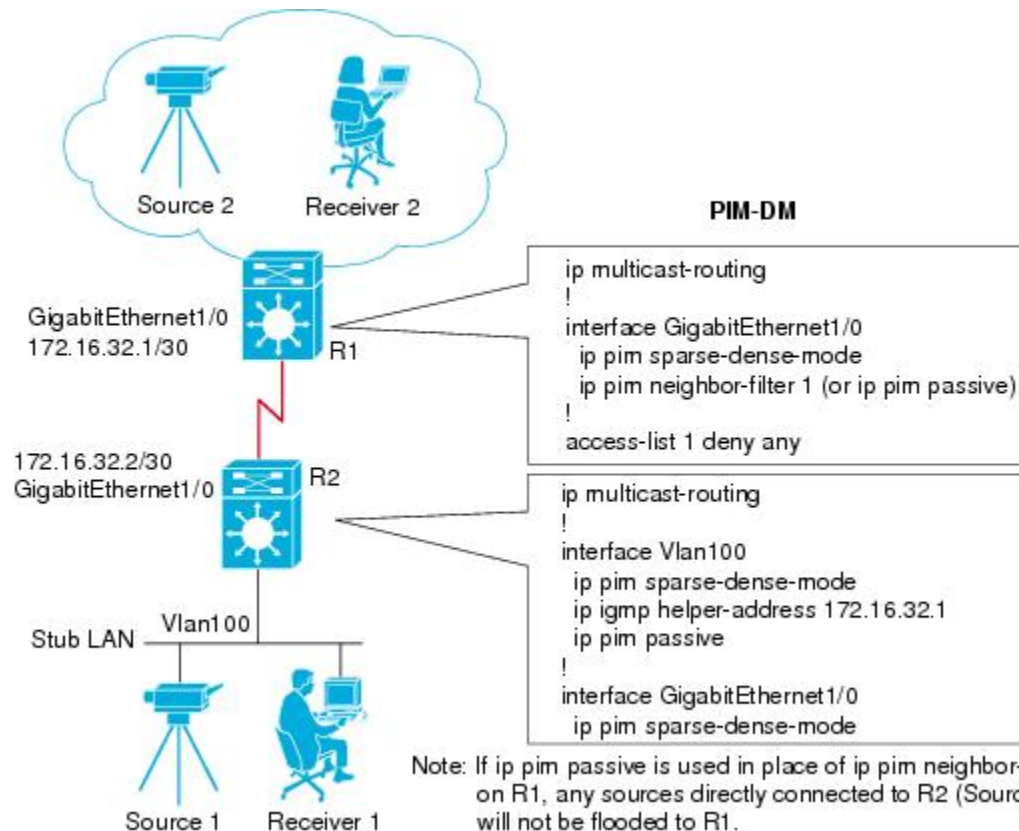 Source 2
Receiver 2
GigabitEthernet1/0
172.16.32.1/30
R1
172.16.32.2/30
GigabitEthernet1/0
R2
Vlan100
Stub LAN
Source 1
Receiver 1
PIM-DM
ip multicast-routing
!
interface GigabitEthernet1/0
ip pim sparse-dense-mode
ip pim neighbor-filter 1 (or ip pim passive)
!
access-list 1 deny any
ip multicast-routing
!
interface Vlan100
ip pim sparse-dense-mode
ip igmp helper-address 172.16.32.1
ip pim passive
!
interface GigabitEthernet1/0
ip pim sparse-dense-mode
Note: If ip pim passive is used in place of ip pim neighbor-
on R1, any sources directly connected to R2 (Sourc
will not be flooded to R1.